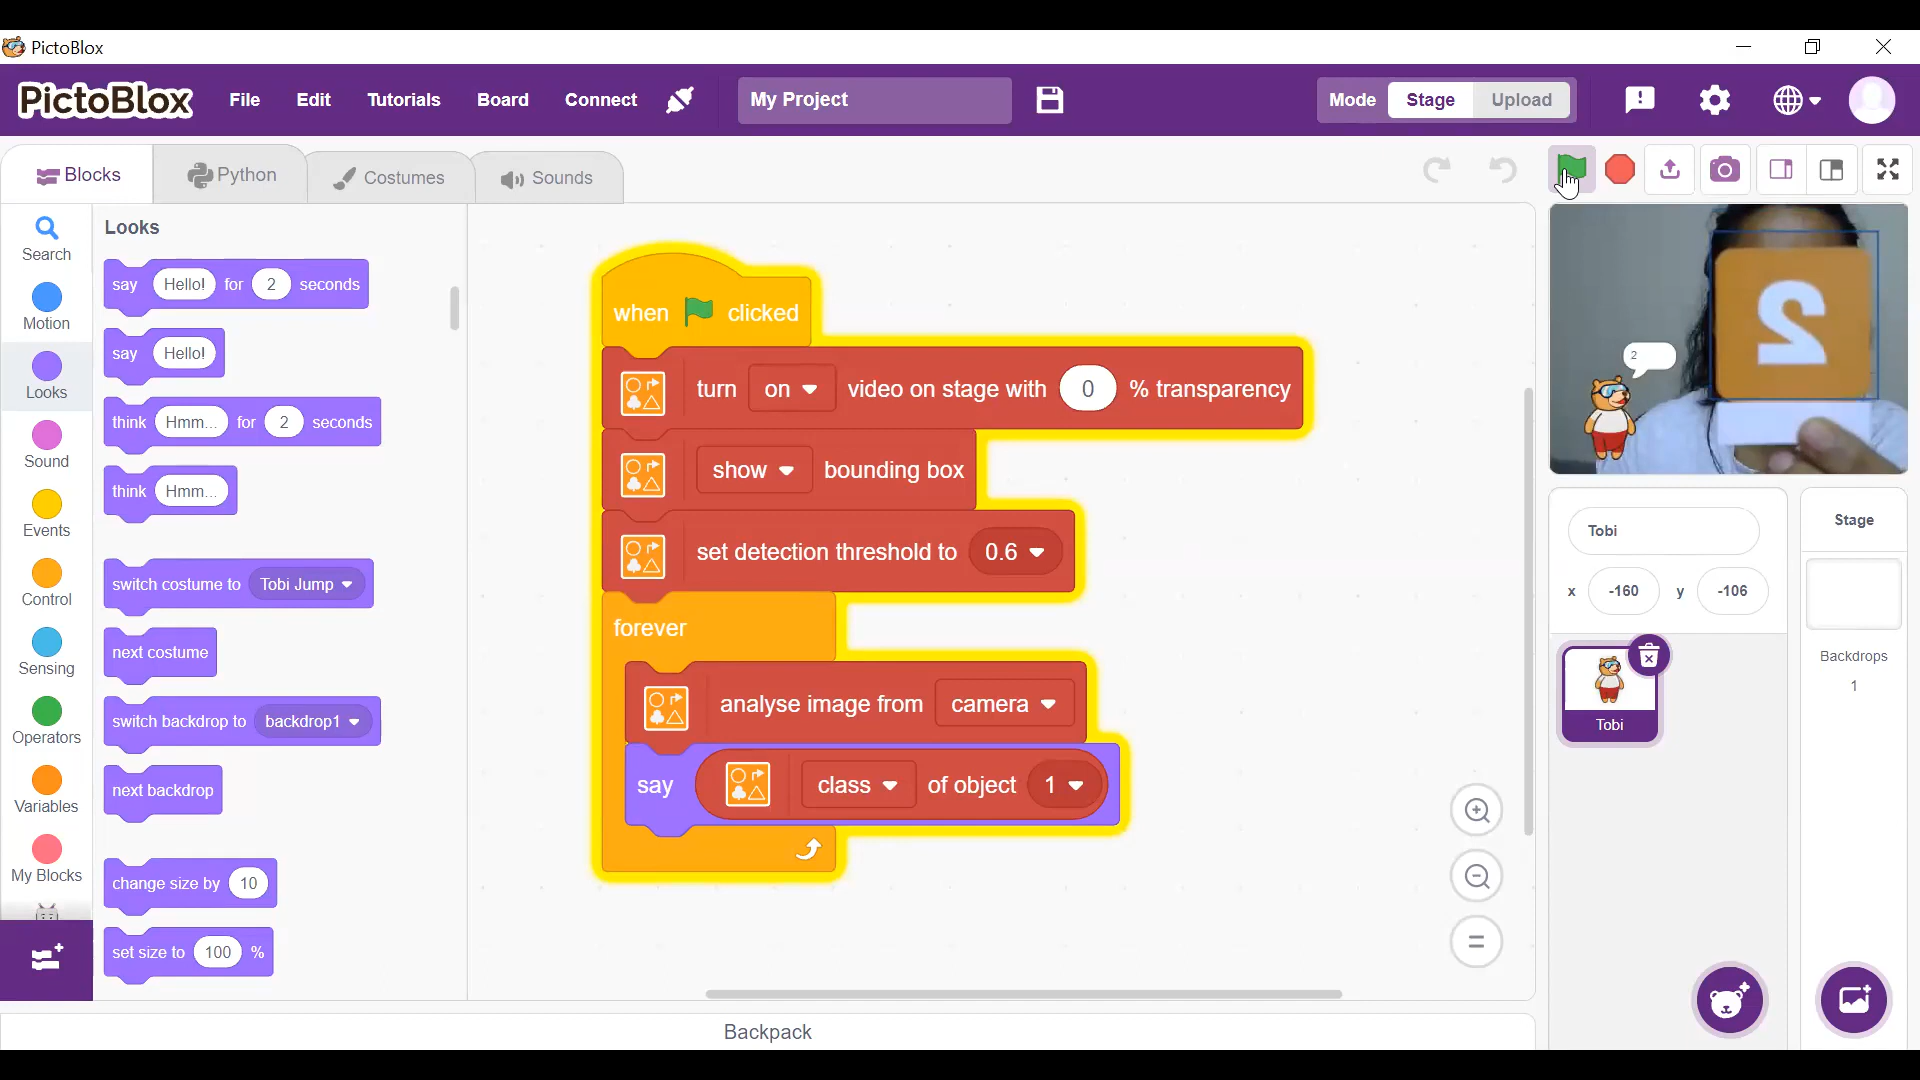 PictoBlox
PictoBlox File Edit Tutorials Board Connect My Project Mode Stage Upload
Blocks Python Costumes Sounds
Search
Motion
Looks
Sound
Events
Control
Sensing
Operators
Variables
My Blocks
Looks
say Hello! for 2 seconds
say Hello!
think Hmm... for 2 seconds
think Hmm...
switch costume to Tobi Jump
next costume
switch backdrop to backdrop1
next backdrop
change size by 10
set size to 100 %
when clicked
turn on video on stage with 0 % transparency
show bounding box
set detection threshold to 0.6
forever
analyse image from camera
say class of object 1
Backpack
2
2
Tobi
x -160 y -106
Tobi
Stage
Backdrops
1